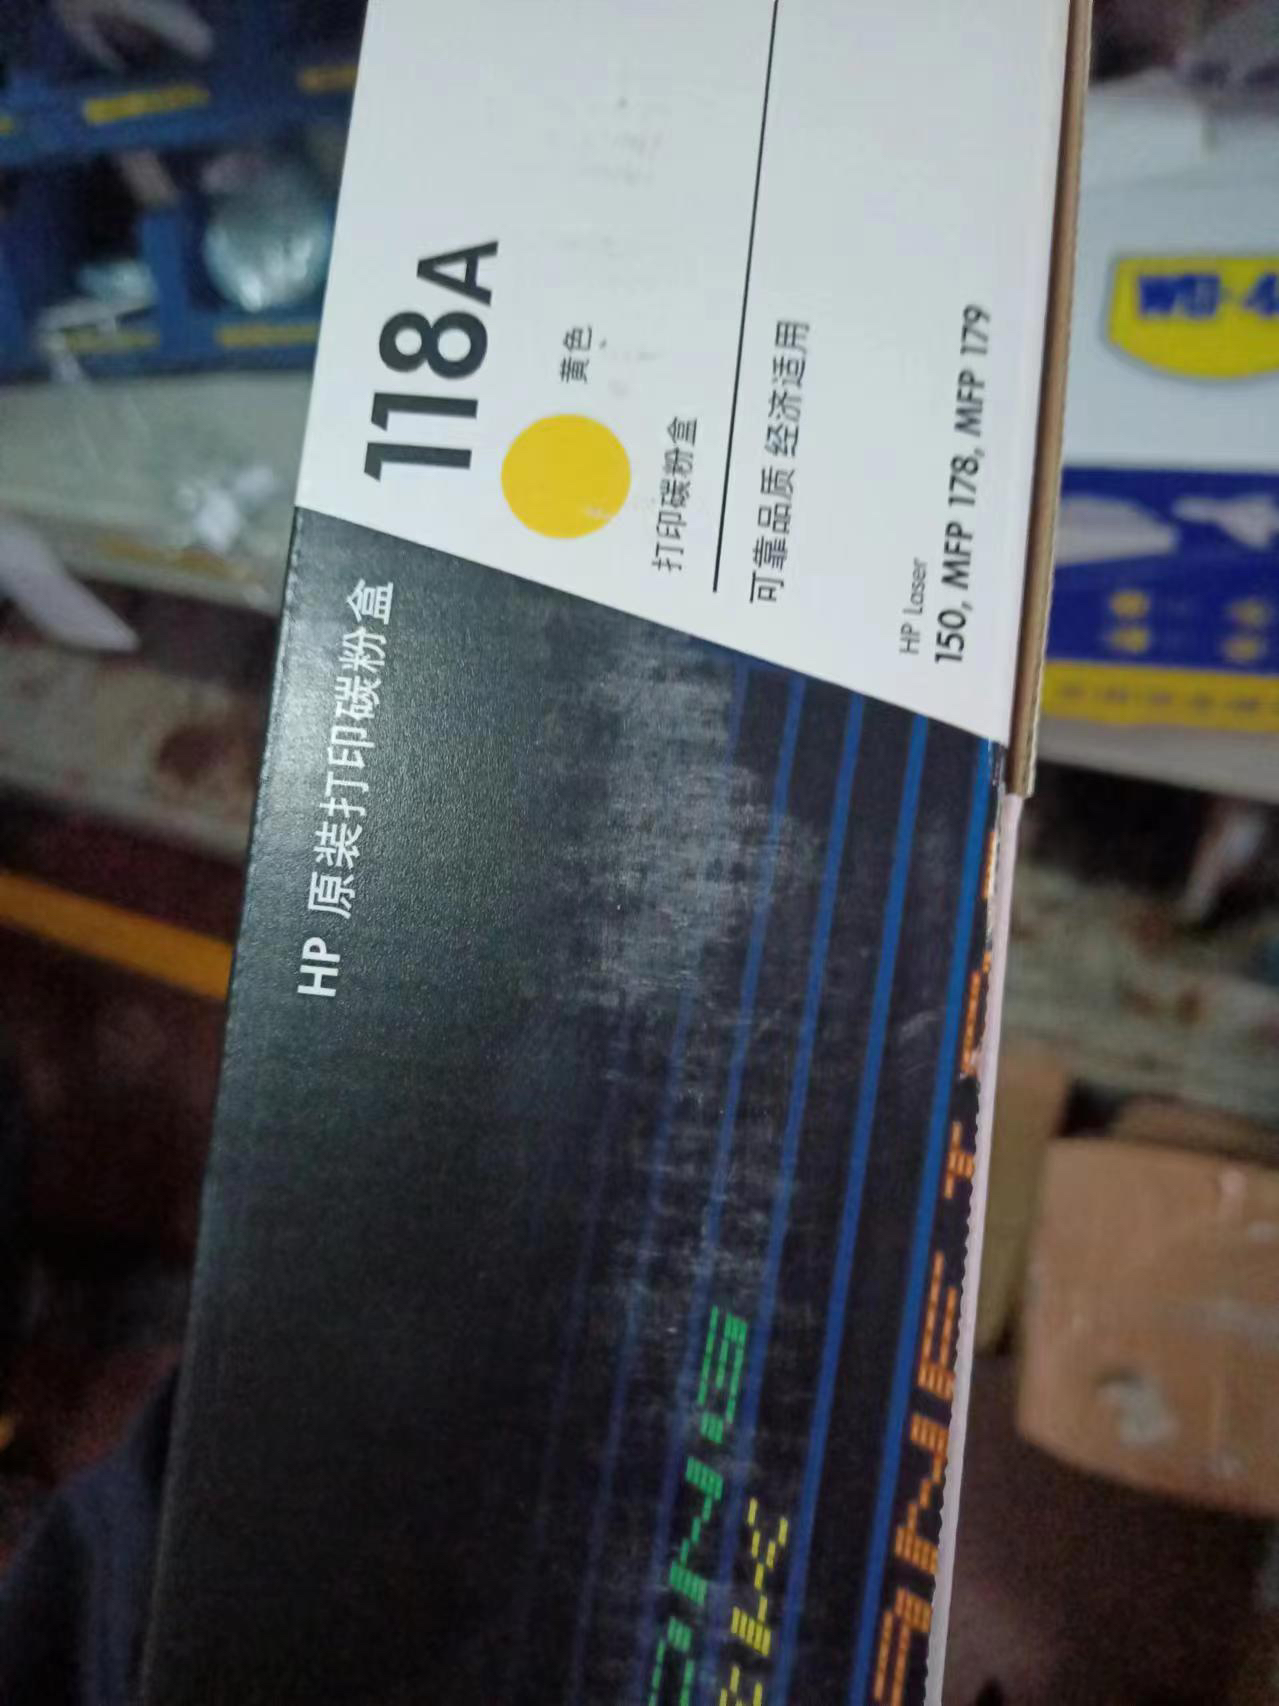 118A
黄色
打印碳粉盒
可靠品质 经济适用
HP Laser
150, MFP 178, MFP 179
HP 原装打印碳粉盒